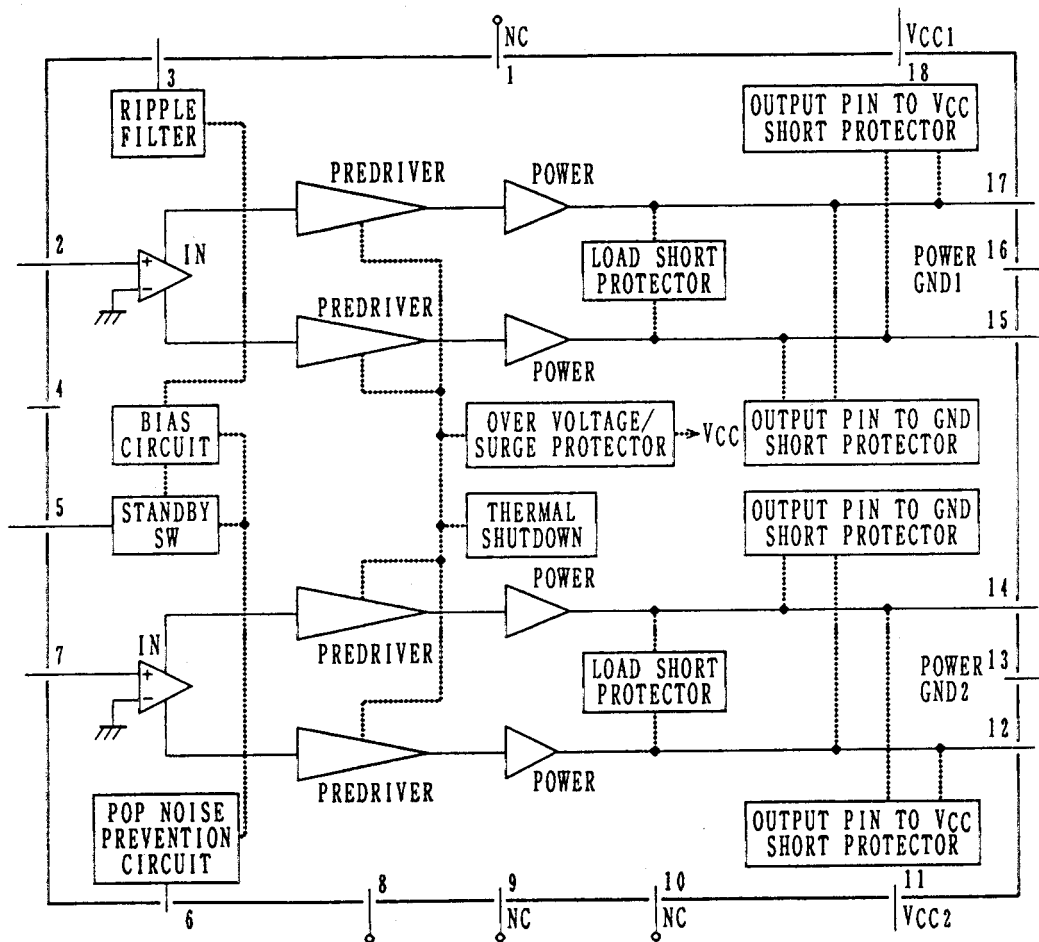 NC
1
VCC1
18
3
RIPPLE
FILTER
OUTPUT PIN TO VCC
SHORT PROTECTOR
PREDRIVER
POWER
17
2
+
-
IN
LOAD SHORT
PROTECTOR
POWER
GND1
16
PREDRIVER
POWER
15
4
BIAS
CIRCUIT
OVER VOLTAGE/
SURGE PROTECTOR
VCC
OUTPUT PIN TO GND
SHORT PROTECTOR
5
STANDBY
SW
THERMAL
SHUTDOWN
OUTPUT PIN TO GND
SHORT PROTECTOR
POWER
14
PREDRIVER
7
IN
+
-
LOAD SHORT
PROTECTOR
POWER
GND2
13
12
PREDRIVER
POWER
POP NOISE
PREVENTION
CIRCUIT
OUTPUT PIN TO VCC
SHORT PROTECTOR
6
8
9
NC
10
NC
11
VCC2